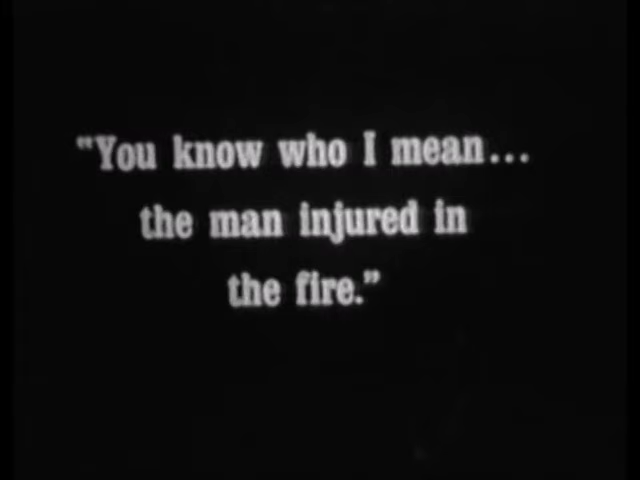 "You know who I mean...
the man injured in
the fire."